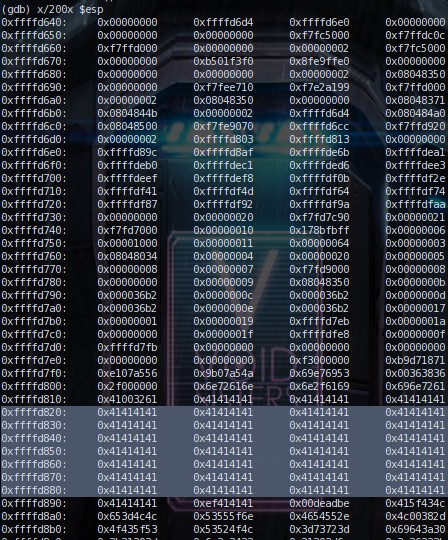 (gdb) x/200x $esp
0xffffd640: 0x00000000 0xffffd6d4 0xffffd6e0 0x00000000
0xffffd650: 0x00000000 0x00000000 0xf7fc5000 0xf7ffdc0c
0xffffd660: 0xf7ffd000 0x00000000 0x00000002 0xf7fc5000
0xffffd670: 0x00000000 0xb501f3f0 0x8fe9ffe0 0x00000000
0xffffd680: 0x00000000 0x00000000 0x00000002 0x08048350
0xffffd690: 0x00000000 0xf7fee710 0xf7e2a199 0xf7ffd000
0xffffd6a0: 0x00000002 0x08048350 0x00000000 0x08048371
0xffffd6b0: 0x0804844b 0x00000002 0xffffd6d4 0x080484a0
0xffffd6c0: 0x08048500 0xf7fe9070 0xffffd6cc 0xf7ffd920
0xffffd6d0: 0x00000002 0xffffd803 0xffffd813 0x00000000
0xffffd6e0: 0xffffd89c 0xffffd8af 0xffffde6b 0xffffdea1
0xffffd6f0: 0xffffdeb0 0xffffdec1 0xffffded6 0xffffdee3
0xffffd700: 0xffffdeef 0xffffdef8 0xffffdf0b 0xffffdf2e
0xffffd710: 0xffffdf41 0xffffdf4d 0xffffdf64 0xffffdf74
0xffffd720: 0xffffdf87 0xffffdf92 0xffffdf9a 0xffffdfaa
0xffffd730: 0x00000000 0x00000020 0xf7fd7c90 0x00000021
0xffffd740: 0xf7fd7000 0x00000010 0x178bfbff 0x00000006
0xffffd750: 0x00001000 0x00000011 0x00000064 0x00000003
0xffffd760: 0x08048034 0x00000004 0x00000020 0x00000005
0xffffd770: 0x00000008 0x00000007 0xf7fd9000 0x00000008
0xffffd780: 0x00000000 0x00000009 0x08048350 0x0000000b
0xffffd790: 0x000036b2 0x0000000c 0x000036b2 0x0000000d
0xffffd7a0: 0x000036b2 0x0000000e 0x000036b2 0x00000017
0xffffd7b0: 0x00000001 0x00000019 0xffffd7eb 0x0000001a
0xffffd7c0: 0x00000000 0x0000001f 0xffffdfe8 0x0000000f
0xffffd7d0: 0xffffd7fb 0x00000000 0x00000000 0x00000000
0xffffd7e0: 0x00000000 0x00000000 0xf3000000 0xb9d71871
0xffffd7f0: 0xe107a556 0x9b07a54a 0x69e76953 0x00363836
0xffffd800: 0x2f000000 0x6e72616e 0x6e2f6169 0x696e7261
0xffffd810: 0x41003261 0x41414141 0x41414141 0x41414141
0xffffd820: 0x41414141 0x41414141 0x41414141 0x41414141
0xffffd830: 0x41414141 0x41414141 0x41414141 0x41414141
0xffffd840: 0x41414141 0x41414141 0x41414141 0x41414141
0xffffd850: 0x41414141 0x41414141 0x41414141 0x41414141
0xffffd860: 0x41414141 0x41414141 0x41414141 0x41414141
0xffffd870: 0x41414141 0x41414141 0x41414141 0x41414141
0xffffd880: 0x41414141 0x41414141 0x41414141 0x41414141
0xffffd890: 0x41414141 0xef414141 0x00deadbe 0x415f434c
0xffffd8a0: 0x653d4c4c 0x53555f6e 0x4654552e 0x4c00382d
0xffffd8b0: 0x4f435f53 0x53524f4c 0x3d73723d 0x69643a30